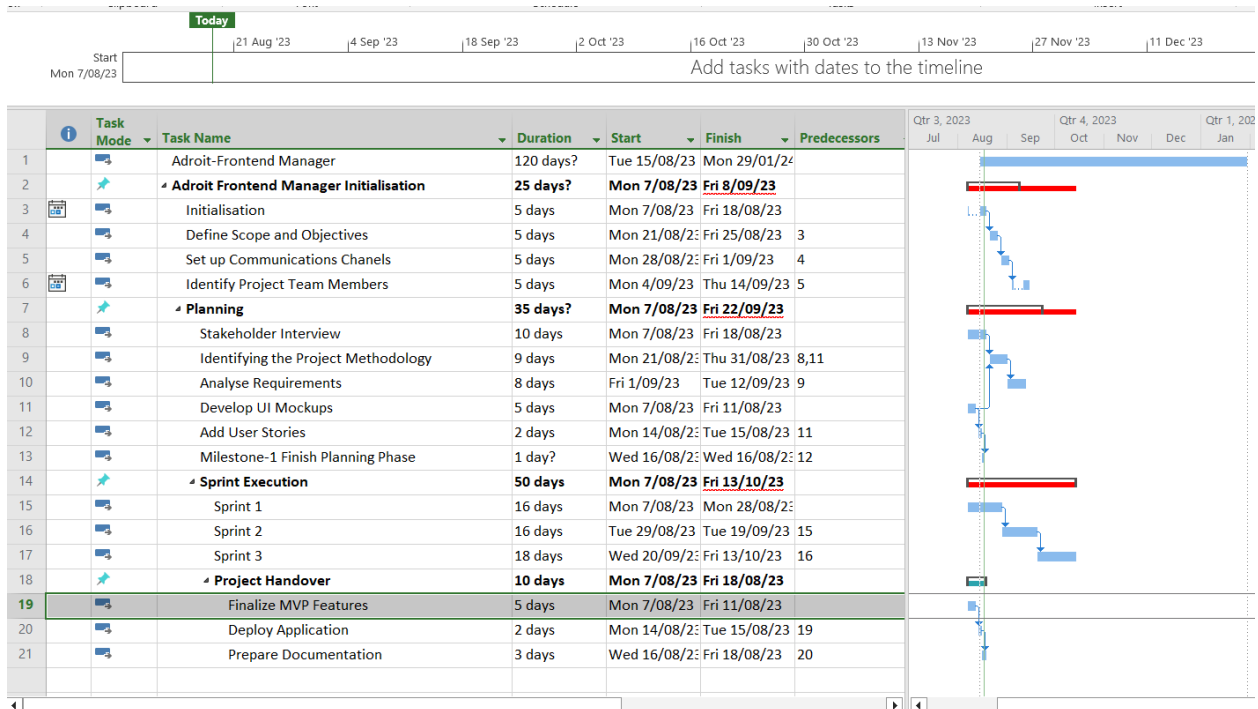 Today
21 Aug '23 4 Sep '23 18 Sep '23 2 Oct '23 16 Oct '23 30 Oct '23 13 Nov '23 27 Nov '23 11 Dec '23
Start
Mon 7/08/23
Add tasks with dates to the timeline
Qtr 3, 2023 Qtr 4, 2023 Qtr 1, 202
Task Mode Task Name Duration Start Finish Predecessors Jul Aug Sep Oct Nov Dec Jan
1 Adroit-Frontend Manager 120 days? Tue 15/08/23 Mon 29/01/24
2 Adroit Frontend Manager Initialisation 25 days? Mon 7/08/23 Fri 8/09/23
3 Initialisation 5 days Mon 7/08/23 Fri 18/08/23
4 Define Scope and Objectives 5 days Mon 21/08/2 Fri 25/08/23 3
5 Set up Communications Chanels 5 days Mon 28/08/2 Fri 1/09/23 4
6 Identify Project Team Members 5 days Mon 4/09/23 Thu 14/09/23 5
7 Planning 35 days? Mon 7/08/23 Fri 22/09/23
8 Stakeholder Interview 10 days Mon 7/08/23 Fri 18/08/23
9 Identifying the Project Methodology 9 days Mon 21/08/2 Thu 31/08/23 8,11
10 Analyse Requirements 8 days Fri 1/09/23 Tue 12/09/23 9
11 Develop UI Mockups 5 days Mon 7/08/23 Fri 11/08/23
12 Add User Stories 2 days Mon 14/08/2 Tue 15/08/23 11
13 Milestone-1 Finish Planning Phase 1 day? Wed 16/08/2 Wed 16/08/2 12
14 Sprint Execution 50 days Mon 7/08/23 Fri 13/10/23
15 Sprint 1 16 days Mon 7/08/23 Mon 28/08/2
16 Sprint 2 16 days Tue 29/08/23 Tue 19/09/23 15
17 Sprint 3 18 days Wed 20/09/2 Fri 13/10/23 16
18 Project Handover 10 days Mon 7/08/23 Fri 18/08/23
19 Finalize MVP Features 5 days Mon 7/08/23 Fri 11/08/23
20 Deploy Application 2 days Mon 14/08/2 Tue 15/08/23 19
21 Prepare Documentation 3 days Wed 16/08/2 Fri 18/08/23 20